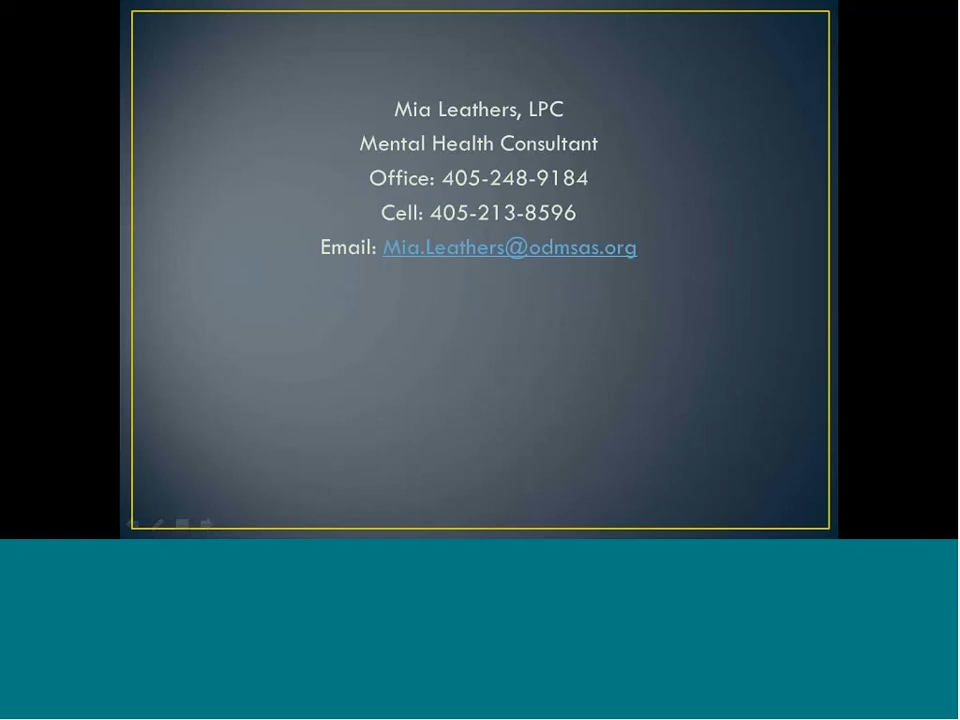 Mia Leathers, LPC
Mental Health Consultant
Office: 405-248-9184
Cell: 405-213-8596
Email: Mia.Leathers@odmsas.org